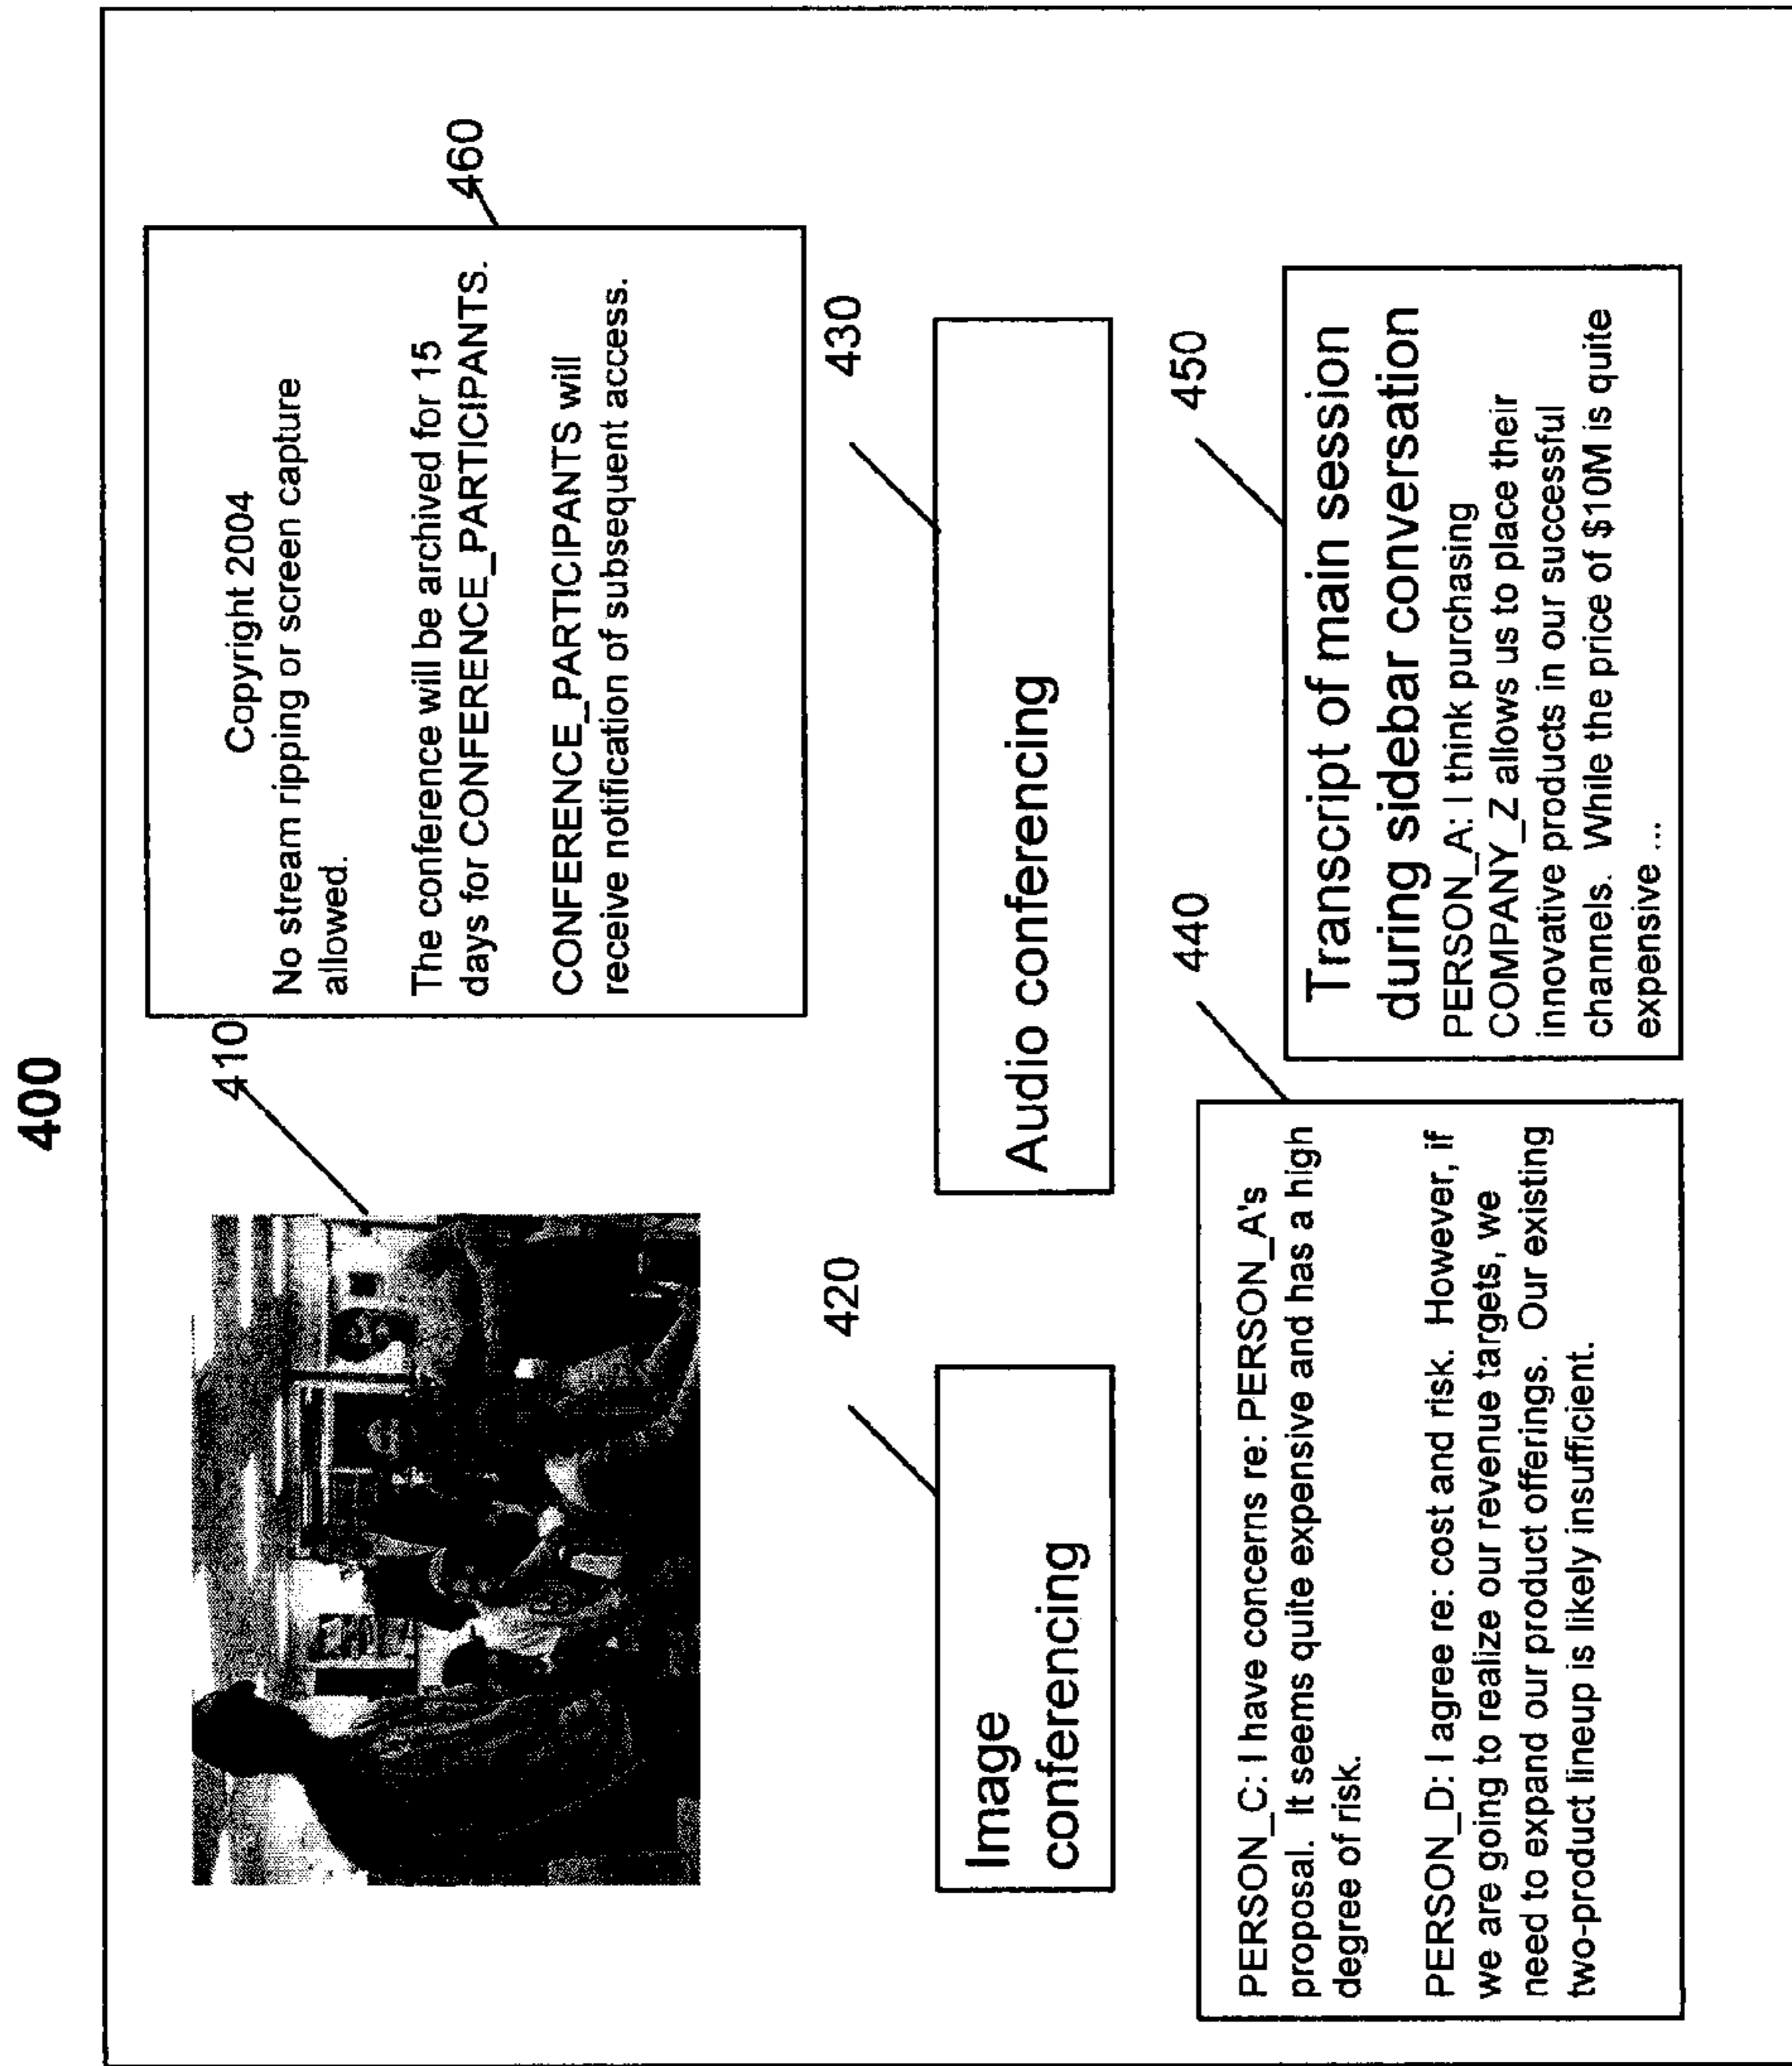 400
410
460
Copyright 2004
No stream ripping or screen capture
allowed.
The conference will be archived for 15
days for CONFERENCE_PARTICIPANTS.
CONFERENCE_PARTICIPANTS will
receive notification of subsequent access.
420
Image
conferencing
430
Audio conferencing
440
PERSON_C: I have concerns re: PERSON_A's
proposal. It seems quite expensive and has a high
degree of risk.
PERSON_D: I agree re: cost and risk. However, if
we are going to realize our revenue targets, we
need to expand our product offerings. Our existing
two-product lineup is likely insufficient.
450
Transcript of main session
during sidebar conversation
PERSON_A: I think purchasing
COMPANY_Z allows us to place their
innovative products in our successful
channels. While the price of $10M is quite
expensive ...